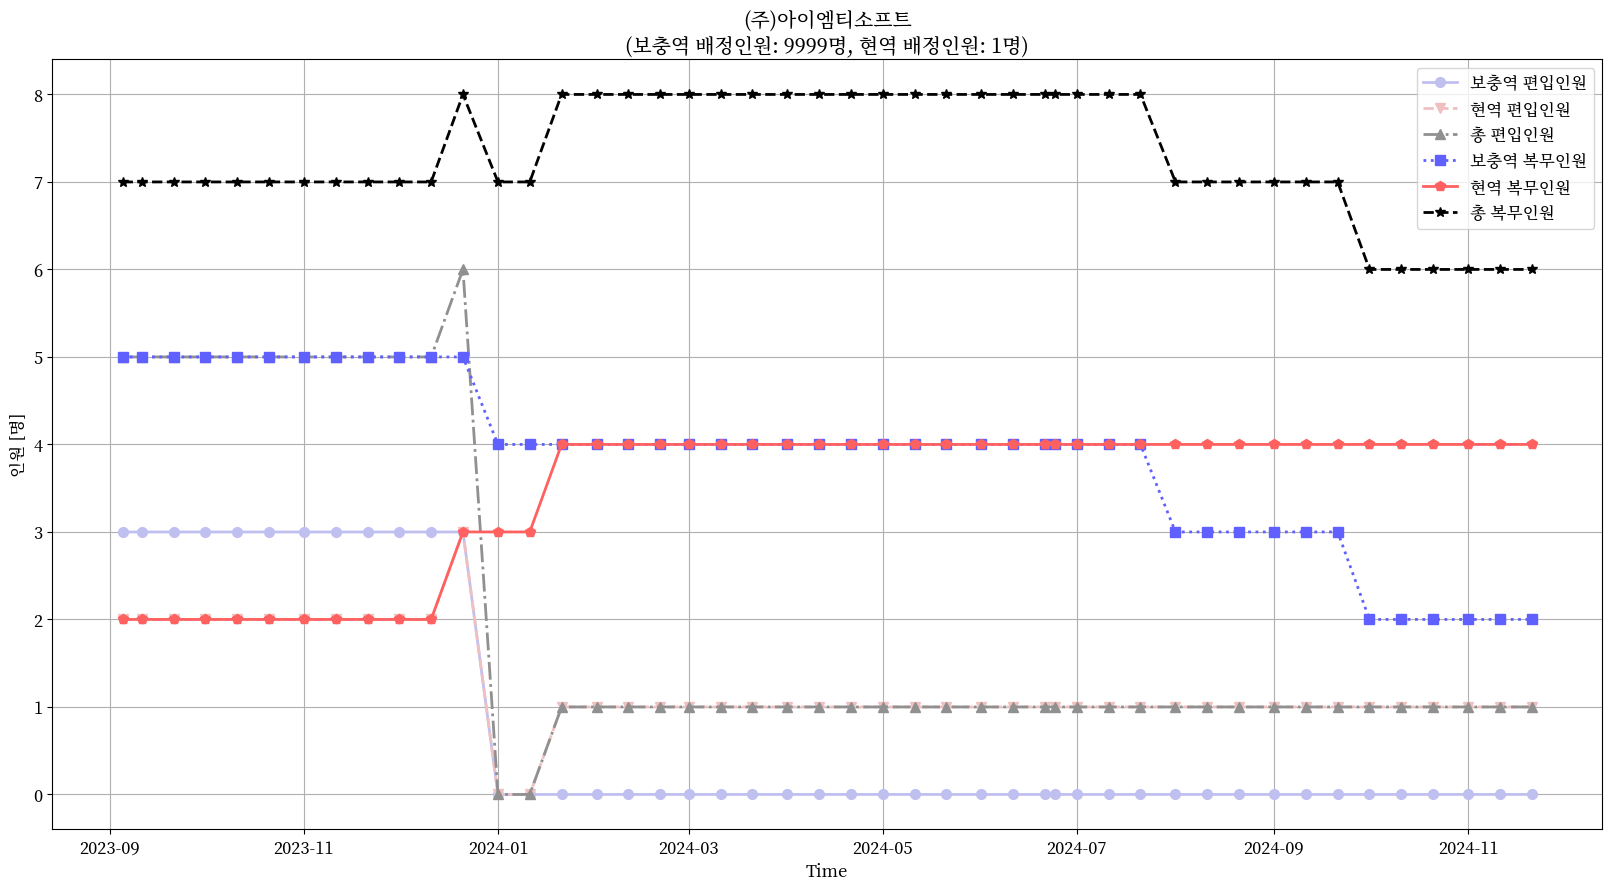 (주)아이엠티소프트
(보충역 배정인원: 9999명, 현역 배정인원: 1명)
보충역 편입인원
현역 편입인원
총 편입인원
보충역 복무인원
현역 복무인원
총 복무인원
인원 [명]
8
7
6
5
4
3
2
1
0
2023-09
2023-11
2024-01
2024-03
2024-05
2024-07
2024-09
2024-11
Time